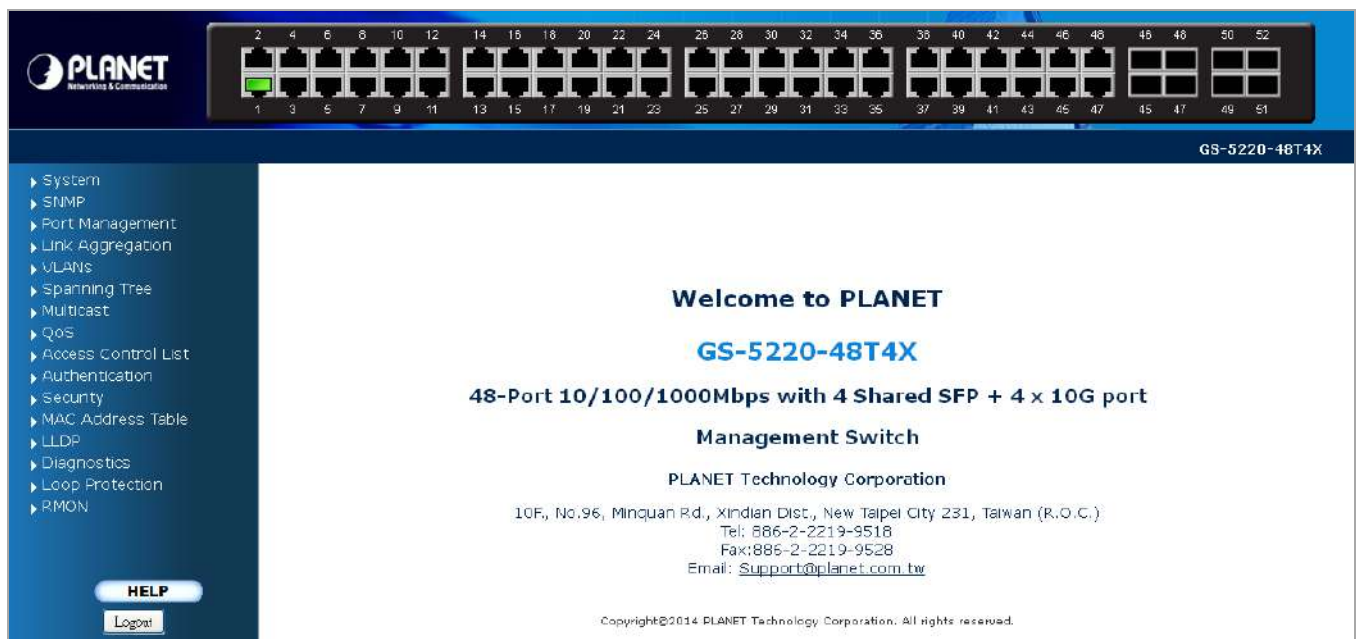 2 4 6 8 10 12 14 16 18 20 22 24 26 28 30 32 34 36 38 40 42 44 46 48 46 48 50 52
PLANET
Networking & Communication
1 3 5 7 9 11 13 15 17 19 21 23 25 27 29 31 33 35 37 39 41 43 45 47 45 47 49 51
GS-5220-48T4X
System
SNMP
Port Management
Link Aggregation
VLANs
Spanning Tree
Multicast
QoS
Access Control List
Authentication
Security
MAC Address Table
LLDP
Diagnostics
Loop Protection
RMON
HELP
Logout
Welcome to PLANET
GS-5220-48T4X
48-Port 10/100/1000Mbps with 4 Shared SFP + 4 x 10G port
Management Switch
PLANET Technology Corporation
10F., No.96, Minquan Rd., Xindian Dist., New Taipei City 231, Taiwan (R.O.C.)
Tel: 886-2-2219-9518
Fax:886-2-2219-9528
Email: Support@planet.com.tw
Copyright©2014 PLANET Technology Corporation. All rights reserved.